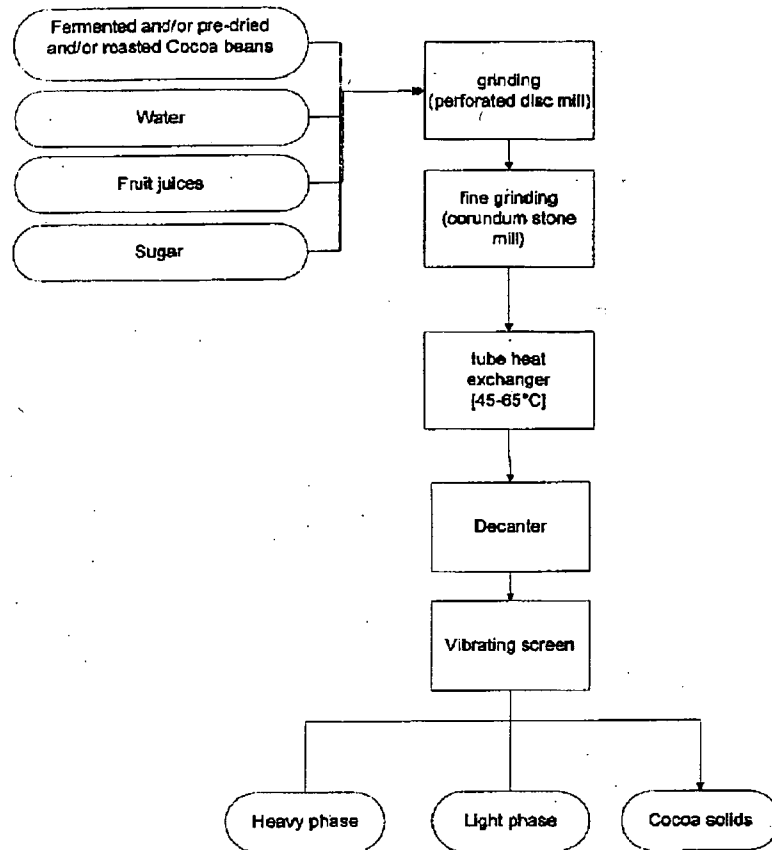 Fermented and/or pre-dried
and/or roasted Cocoa beans
Water
Fruit juices
Sugar
grinding
(perforated disc mill)
fine grinding
(corundum stone
mill)
tube heat
exchanger
[45-65°C]
Decanter
Vibrating screen
Heavy phase
Light phase
Cocoa solids